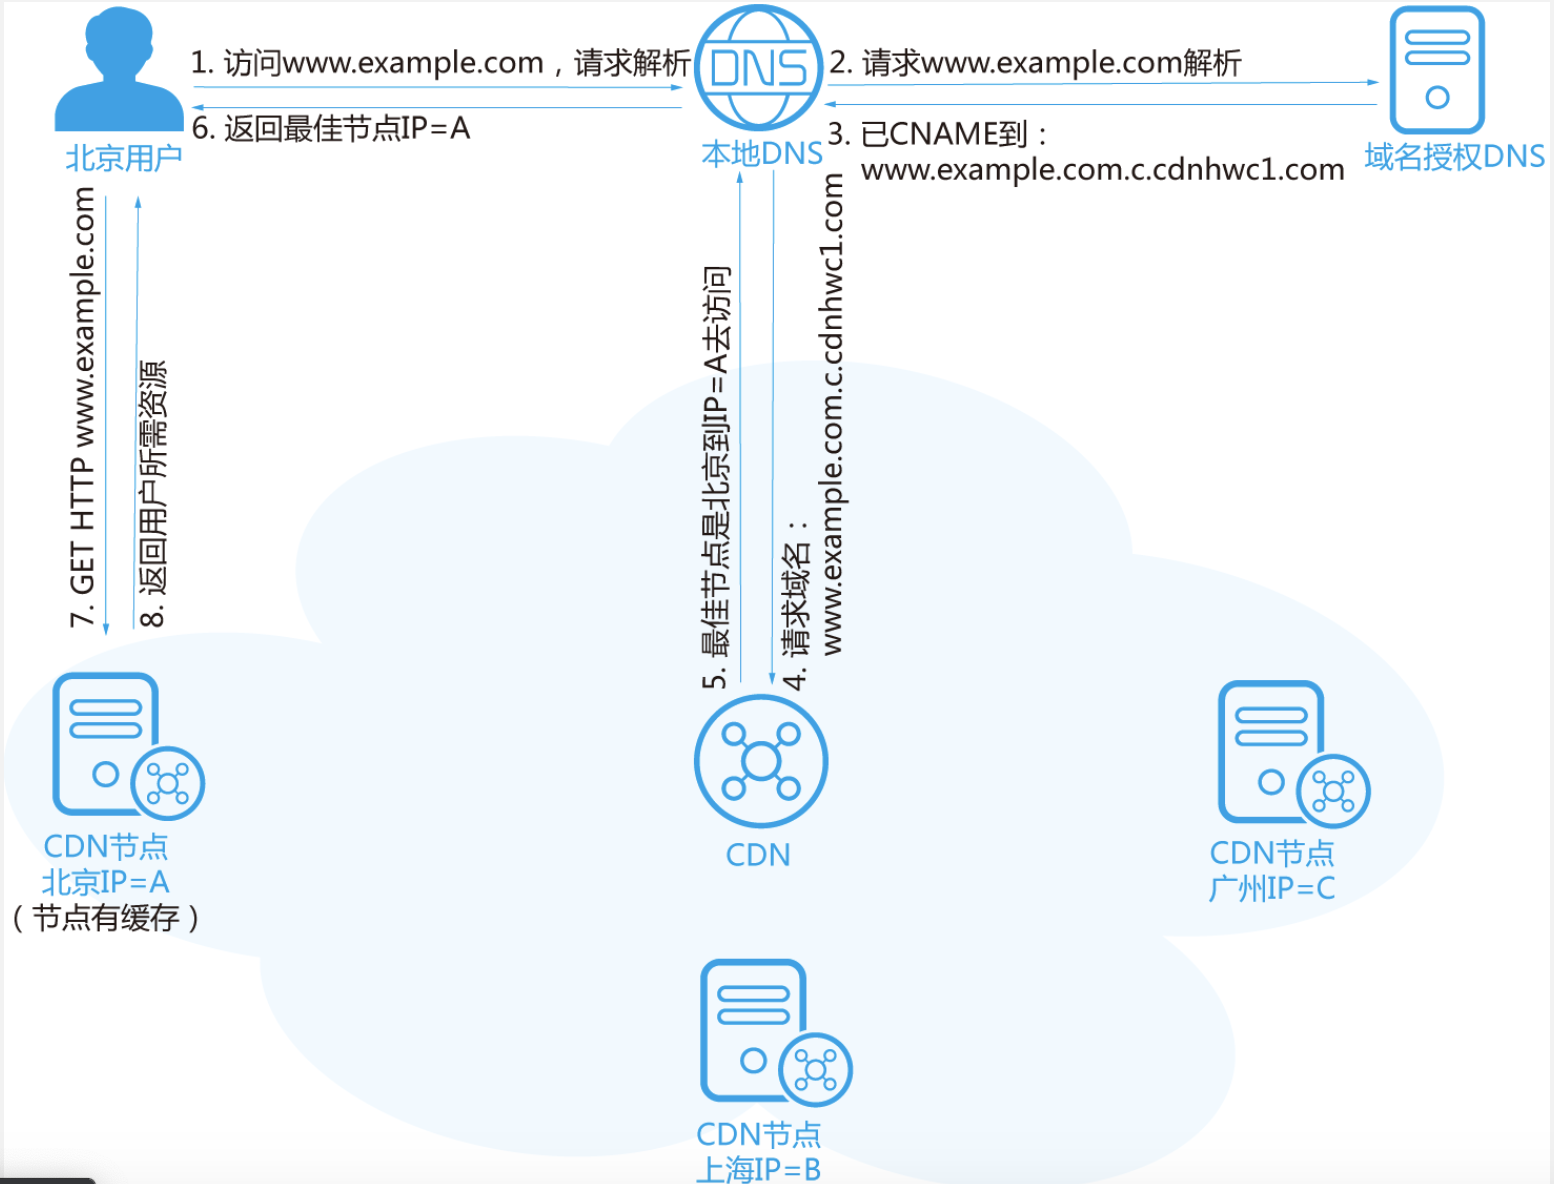 1. 访问www.example.com，请求解析
DNS
2. 请求www.example.com解析
6. 返回最佳节点IP=A
3. 已CNAME到：
www.example.com.c.cdnhwc1.com
北京用户
本地DNS
域名授权DNS
7. GET HTTP www.example.com
8. 返回用户所需资源
5. 最佳节点是北京到IP=A去访问
4. 请求域名：
www.example.com.c.cdnhwc1.com
CDN节点
北京IP=A
（节点有缓存）
CDN
CDN节点
广州IP=C
CDN节点
上海IP=B